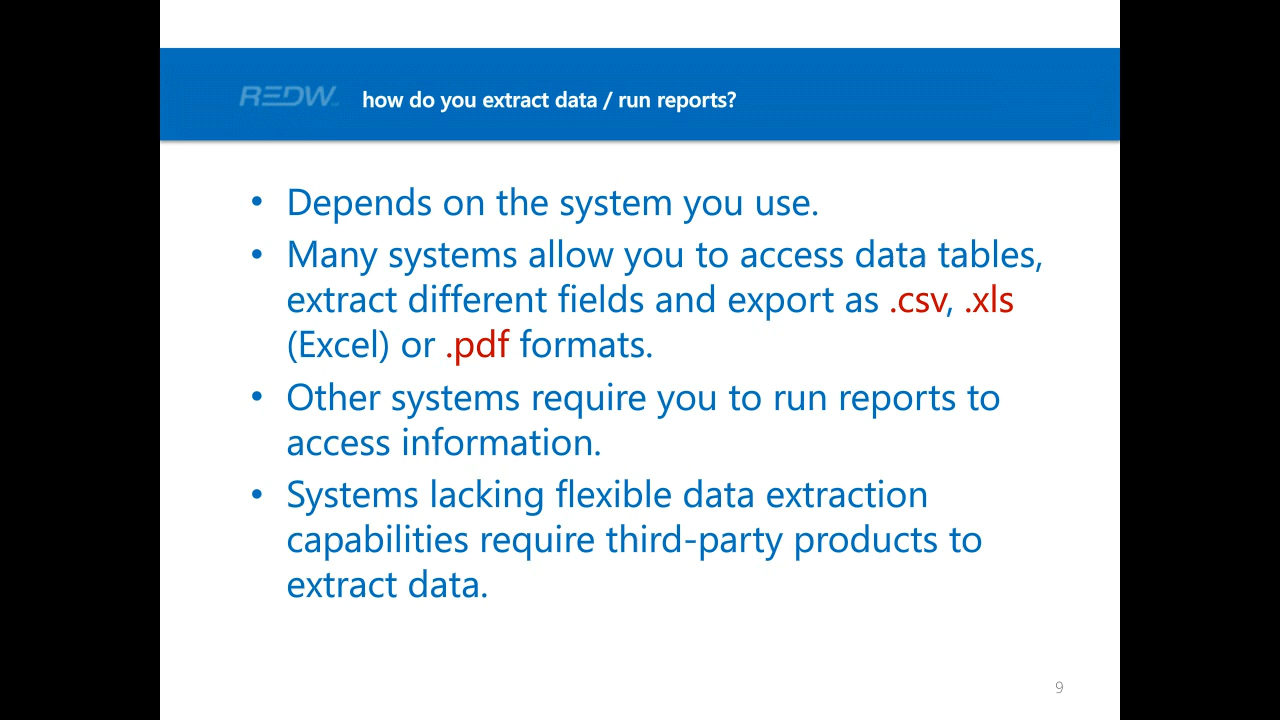 REDW
how do you extract data / run reports?
• Depends on the system you use.
• Many systems allow you to access data tables,
extract different fields and export as .csv, .xls
(Excel) or .pdf formats.
• Other systems require you to run reports to
access information.
• Systems lacking flexible data extraction
capabilities require third-party products to
extract data.
9